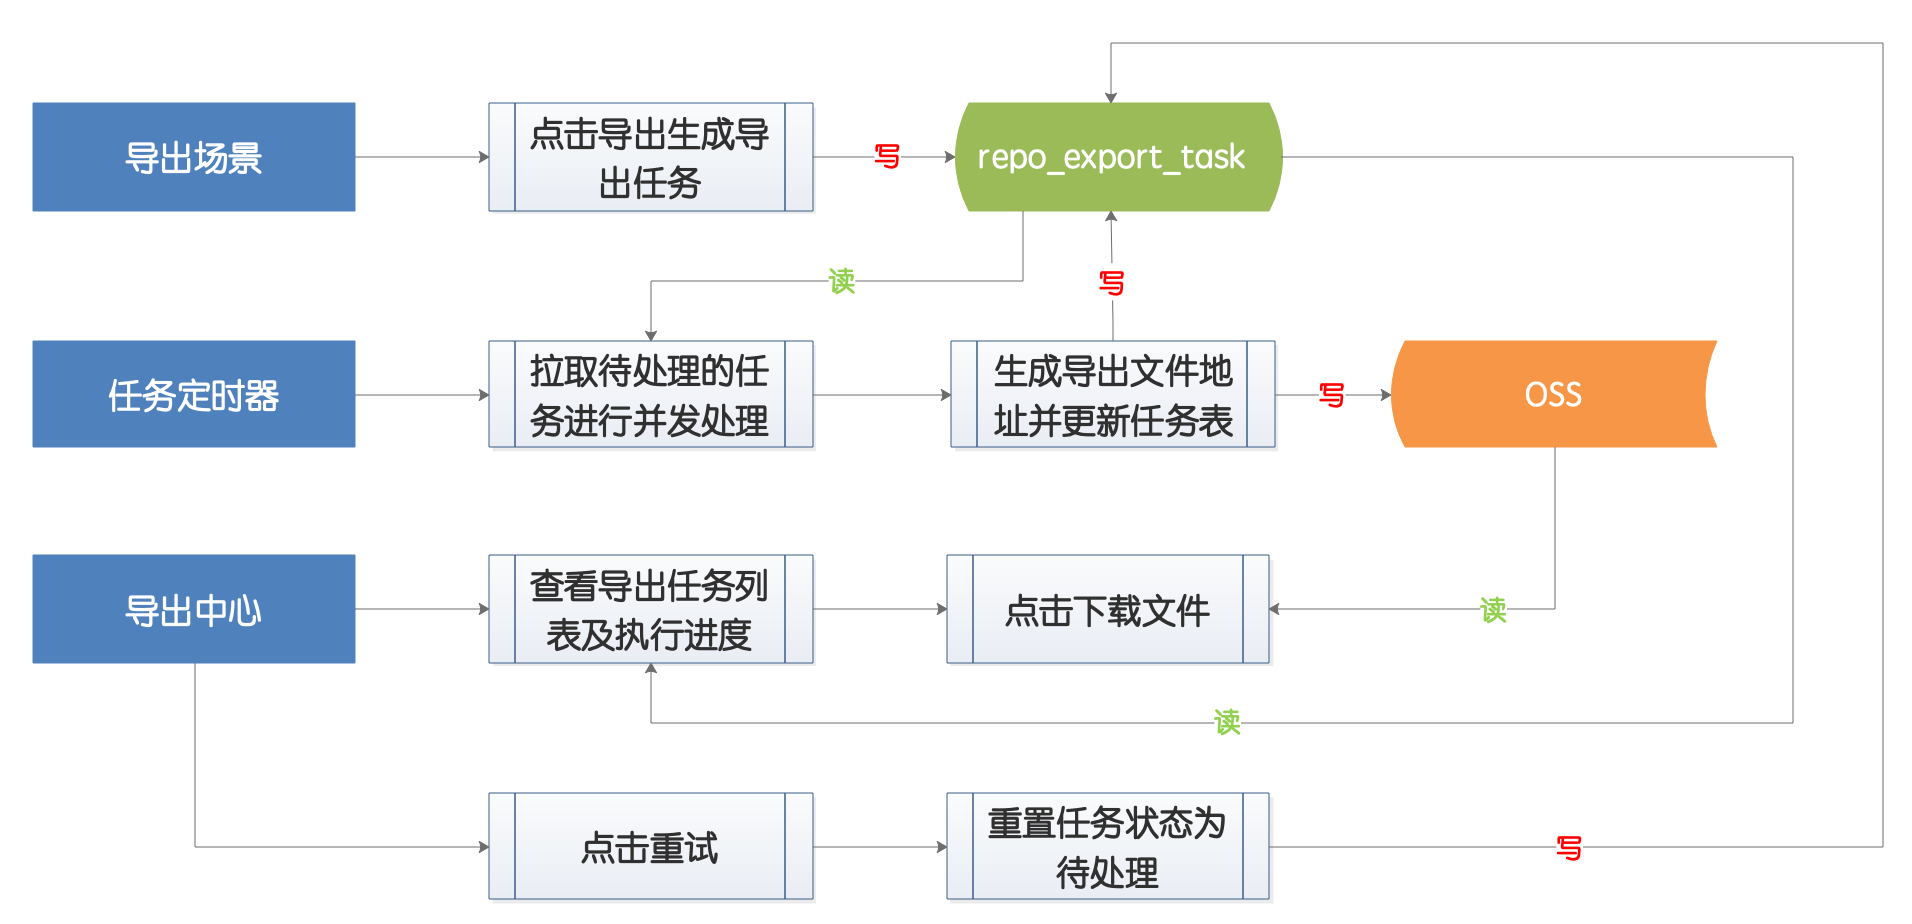 导出场景
点击导出生成导
出任务
写
repo_export_task
读
写
任务定时器
拉取待处理的任
务进行并发处理
生成导出文件地
址并更新任务表
写
OSS
导出中心
查看导出任务列
表及执行进度
点击下载文件
读
读
点击重试
重置任务状态为
待处理
写